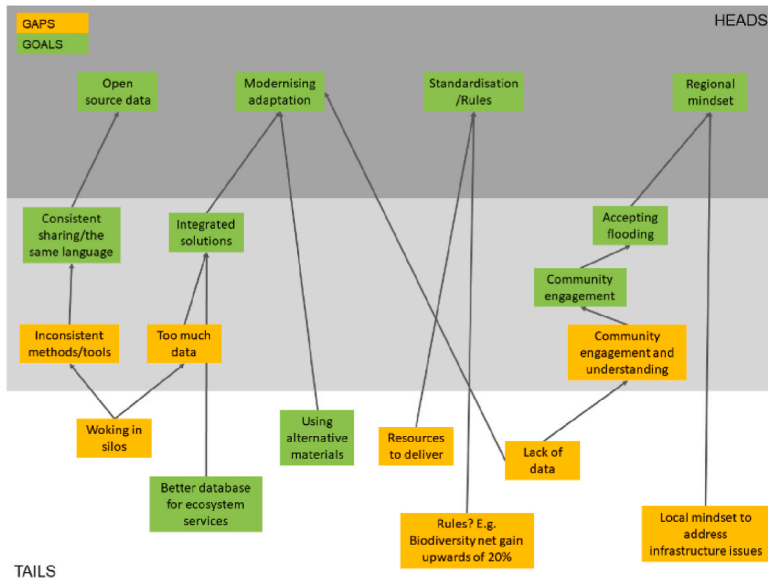 GAPS
GOALS
HEADS
Open
source data
Modernising
adaptation
Standardisation
/Rules
Regional
mindset
Consistent
sharing/the
same language
Integrated
solutions
Accepting
flooding
Community
engagement
Inconsistent
methods/tools
Too much
data
Community
engagement and
understanding
Woking in
silos
Using
alternative
materials
Resources
to deliver
Lack of
data
Better database
for ecosystem
services
Rules? E.g.
Biodiversity net gain
upwards of 20%
Local mindset to
address
infrastructure issues
TAILS